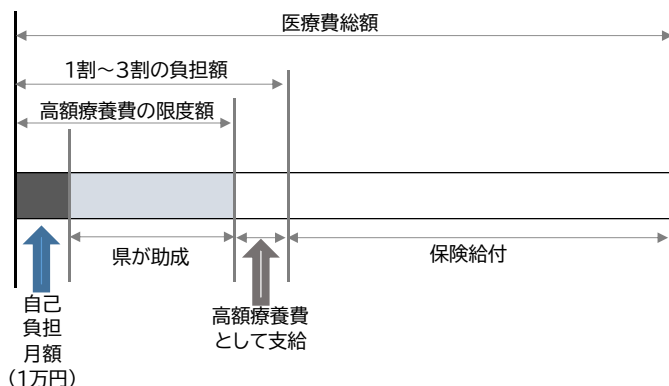 医療費総額
1割～3割の負担額
高額療養費の限度額
県が助成
保険給付
自己
負担
月額
（1万円）
高額療養費
として支給